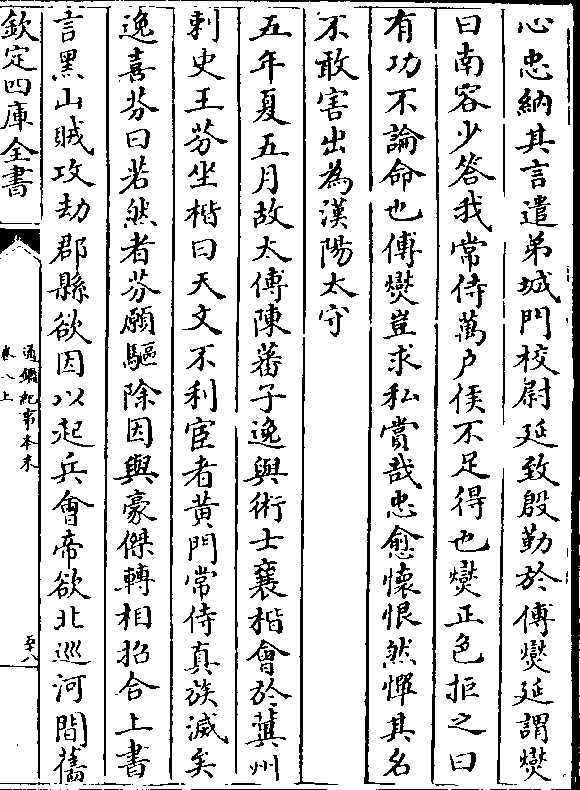 心忠納其言遣弟城門校尉延致殷勤於傅燮延謂燮
曰南容少答我常侍萬户侯不足得也燮正色拒之曰
有功不論命也傅燮豈求私賞哉忠愈懷恨然憚其名
不敢害出為漢陽太守
五年夏五月故太傅陳蕃子逸與術士襄楷會於冀州
刺史王芬坐楷曰天文不利宦者黄門常侍真族滅矣
逸喜芬曰若然者芬願驅除因與豪傑轉相招合上書
言黑山賊攻劫郡縣欲因以起兵會帝欲北巡河間舊
欽定四庫全書
通鑑紀事本末
卷八上
五十八